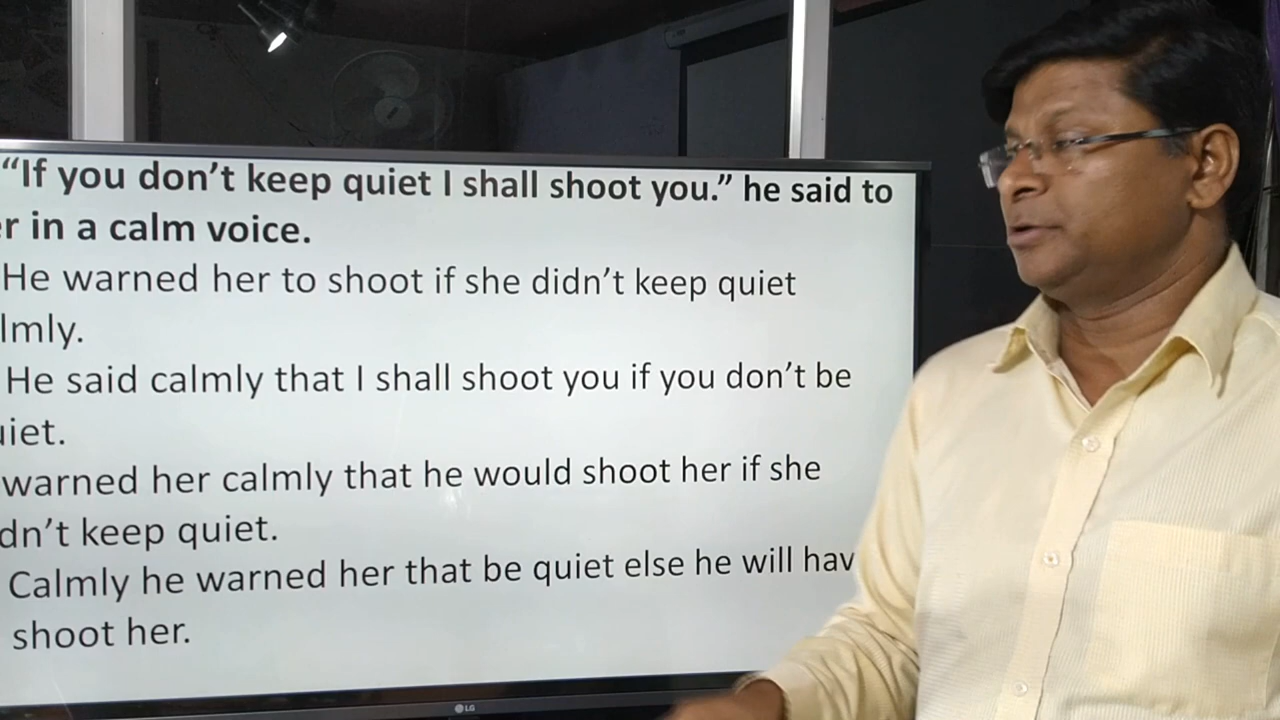 “If you don’t keep quiet I shall shoot you.” he said to
r in a calm voice.
He warned her to shoot if she didn’t keep quiet
lmly.
He said calmly that I shall shoot you if you don’t be
iet.
warned her calmly that he would shoot her if she
dn’t keep quiet.
Calmly he warned her that be quiet else he will hav
shoot her.
LG